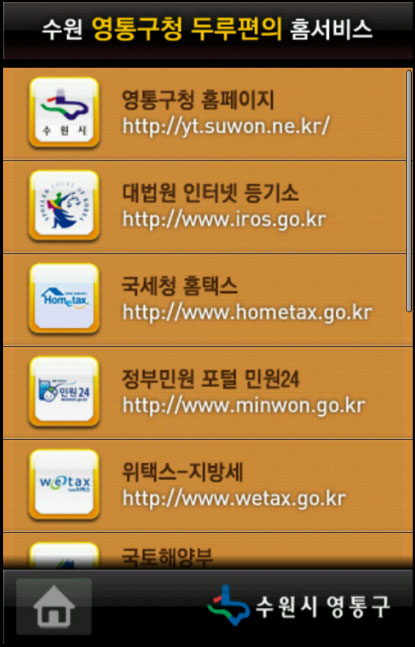 수원 영통구청 두루편의 홈서비스
수 원 시
영통구청 홈페이지
http://yt.suwon.ne.kr/
대법원 인터넷 등기소
http://www.iros.go.kr
Hometax
국세청 홈택스
http://www.hometax.go.kr
민원24
minwon.go.kr
정부민원 포털 민원24
http://www.minwon.go.kr
wetax
위택스-지방세
http://www.wetax.go.kr
국토해양부
수원시 영통구